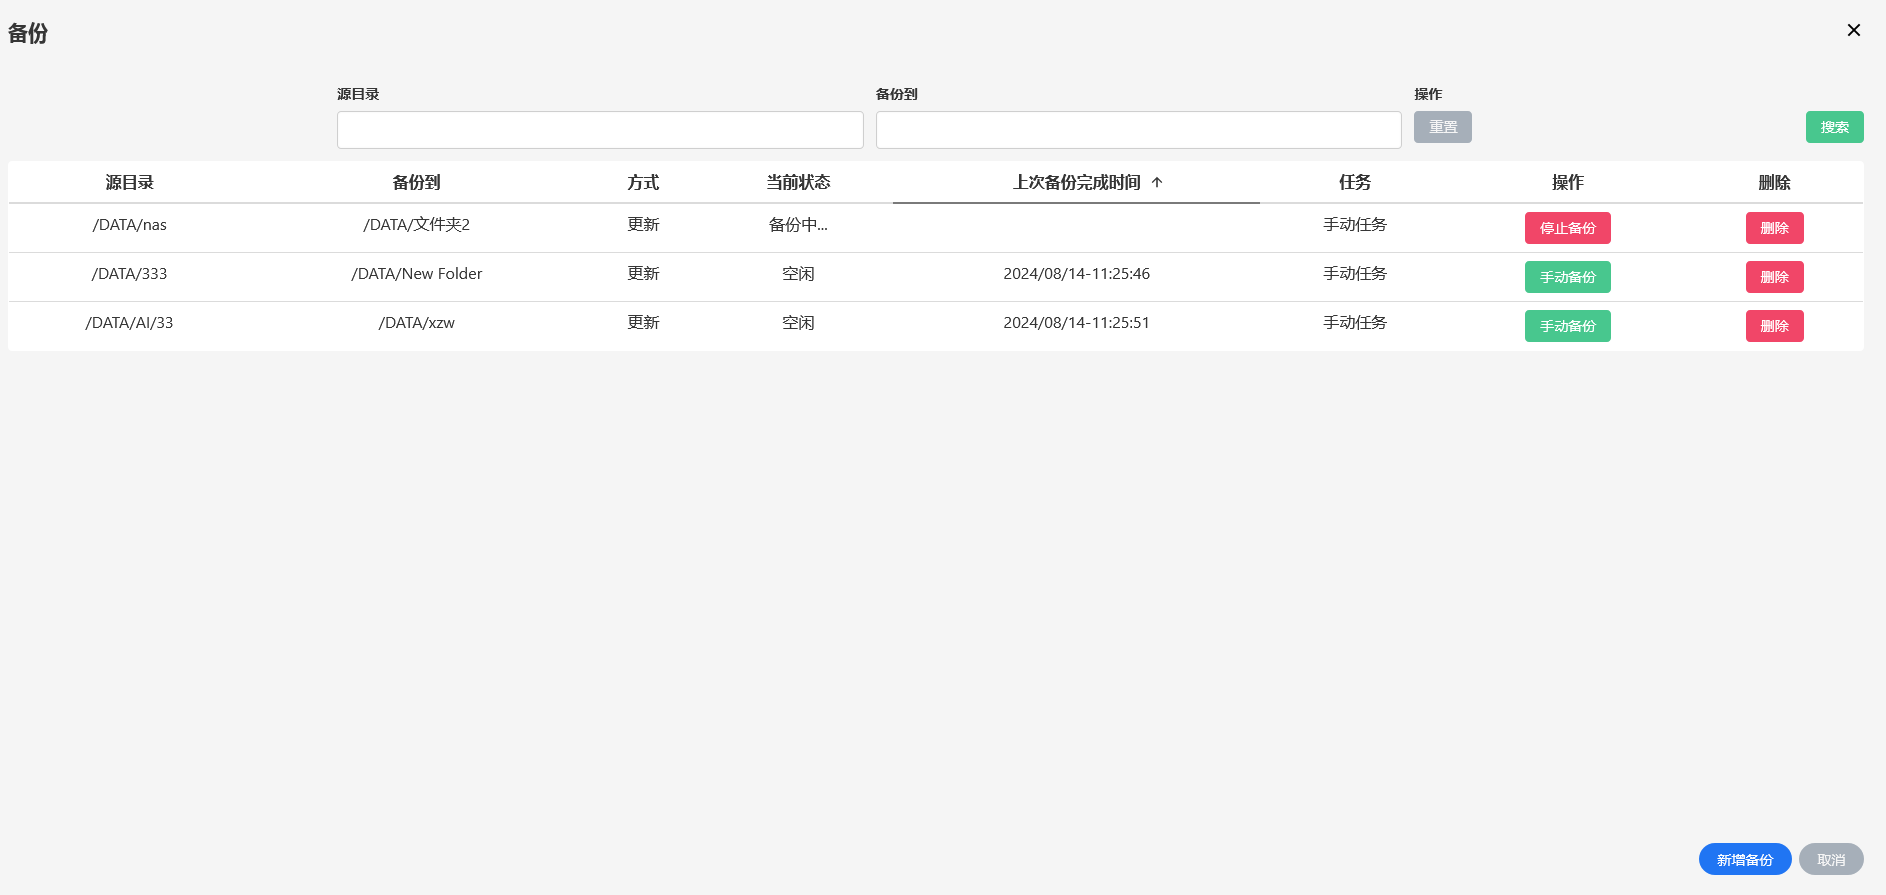 备份
源目录 备份到 操作
重置 搜索
源目录 备份到 方式 当前状态 上次备份完成时间 任务 操作 删除
/DATA/nas /DATA/文件夹2 更新 备份中... 手动任务 停止备份 删除
/DATA/333 /DATA/New Folder 更新 空闲 2024/08/14-11:25:46 手动任务 手动备份 删除
/DATA/AI/33 /DATA/xzw 更新 空闲 2024/08/14-11:25:51 手动任务 手动备份 删除
新增备份 取消